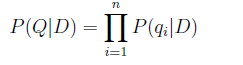 P(Q|D) = ∏_{i=1}^{n} P(q_i|D)